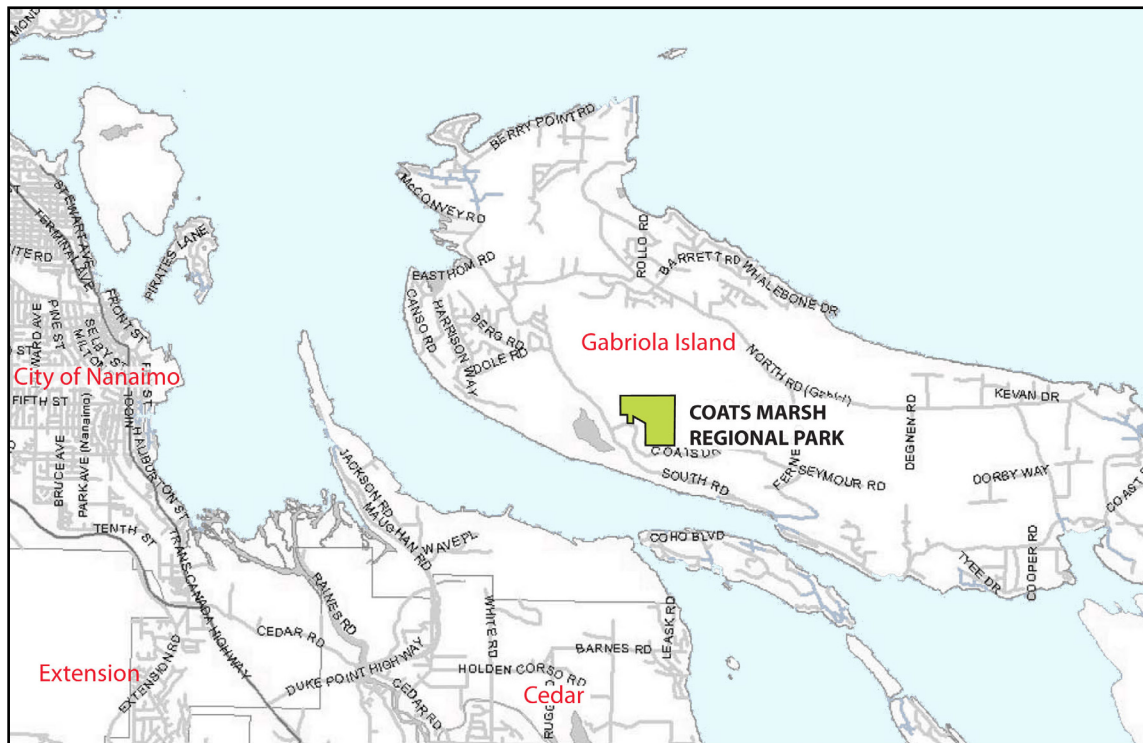 BERRY POINT RD
McCONVEY RD
STEWART AVE
TERMINAL AVE
PIRATES LANE
ROLLO RD
BARRETT RD
WHALEBONE DR
EASTHOM RD
CANSO RD
HARRISON WAY
BERG RD
FRONT ST
PINE ST
SELBY ST
MILTON
Gabriola Island
City of Nanaimo
FIFTH ST
NORTH RD
KEVAN DR
COATS MARSH
REGIONAL PARK
BRUCE AVE
PARK AVE (Nanaimo)
HALIBURTON ST
DEGNEN RD
SOUTH RD
SEYMOUR RD
DORBY WAY
JACKSON RD
MAUGHAN RD
WAVE PL
TENTH ST
TRANS CANADA HIGHWAY
COHO BLVD
TYEE DR
COOPER RD
RAINES RD
WHITE RD
LEASK RD
CEDAR RD
BARNES RD
Extension
EXTENSION RD
DUKE POINT HIGHWAY
HOLDEN CORSO RD
Cedar
CEDAR RD